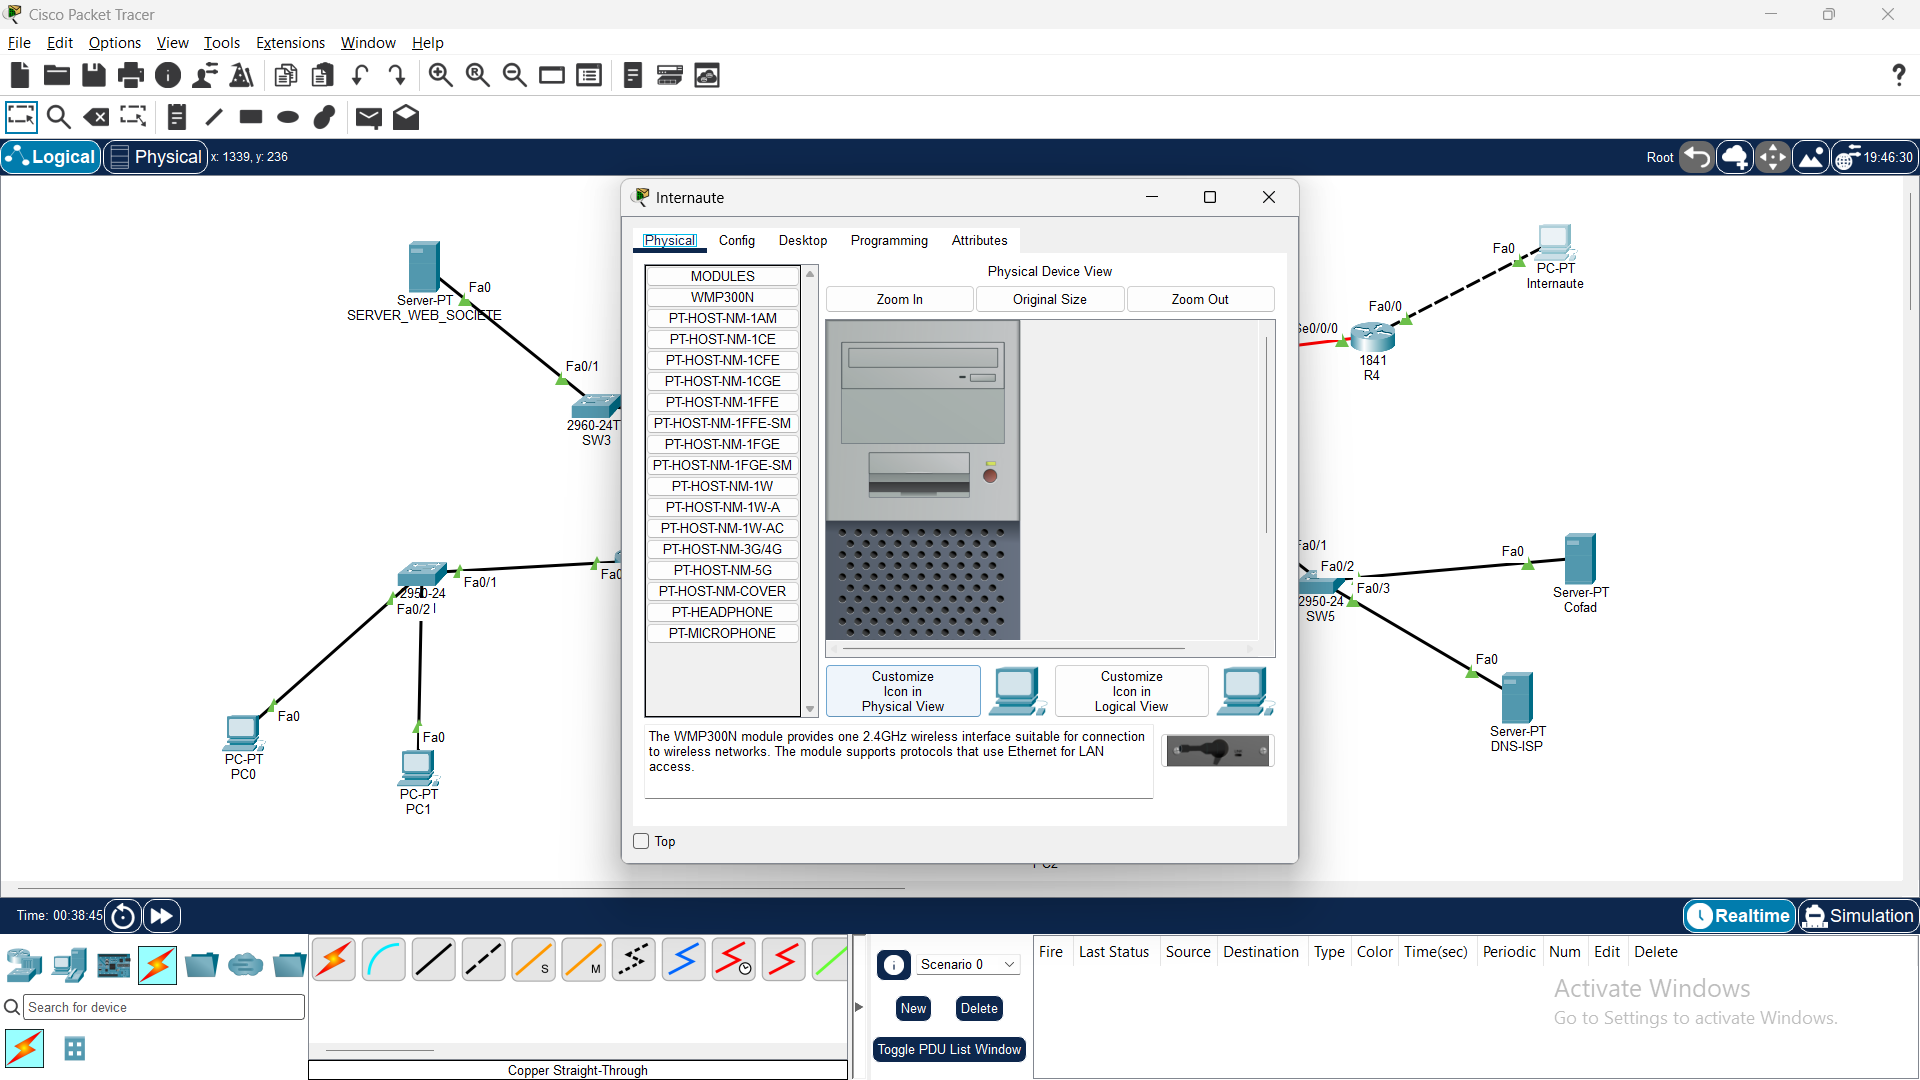 Cisco Packet Tracer
File Edit Options View Tools Extensions Window Help
Logical Physical x: 1339, y: 236 Root 19:46:30
Internaute
Physical Config Desktop Programming Attributes
MODULES
WMP300N
PT-HOST-NM-1AM
PT-HOST-NM-1CE
PT-HOST-NM-1CFE
PT-HOST-NM-1CGE
PT-HOST-NM-1FFE
PT-HOST-NM-1FFE-SM
PT-HOST-NM-1FGE
PT-HOST-NM-1FGE-SM
PT-HOST-NM-1W
PT-HOST-NM-1W-A
PT-HOST-NM-1W-AC
PT-HOST-NM-3G/4G
PT-HOST-NM-5G
PT-HOST-NM-COVER
PT-HEADPHONE
PT-MICROPHONE
Physical Device View
Zoom In Original Size Zoom Out
Customize
Icon in
Physical View
Customize
Icon in
Logical View
The WMP300N module provides one 2.4GHz wireless interface suitable for connection
to wireless networks. The module supports protocols that use Ethernet for LAN
access.
Top
Fa0
Server-PT
SERVER_WEB_SOCIETE
Fa0/1
2960-24T
SW3
2950-24
Fa0/1
Fa0/2
Fa0
PC-PT
PC0
Fa0
PC-PT
PC1
Fa0
PC-PT
Internaute
Fa0/0
Se0/0/0
1841
R4
Fa0/1
Fa0/2
Fa0/3
2950-24
SW5
Fa0
Server-PT
Cofad
Fa0
Server-PT
DNS-ISP
PC2
Time: 00:38:45 Realtime Simulation
Search for device
S
M
Copper Straight-Through
Scenario 0
New Delete
Toggle PDU List Window
Fire Last Status Source Destination Type Color Time(sec) Periodic Num Edit Delete
Activate Windows
Go to Settings to activate Windows.